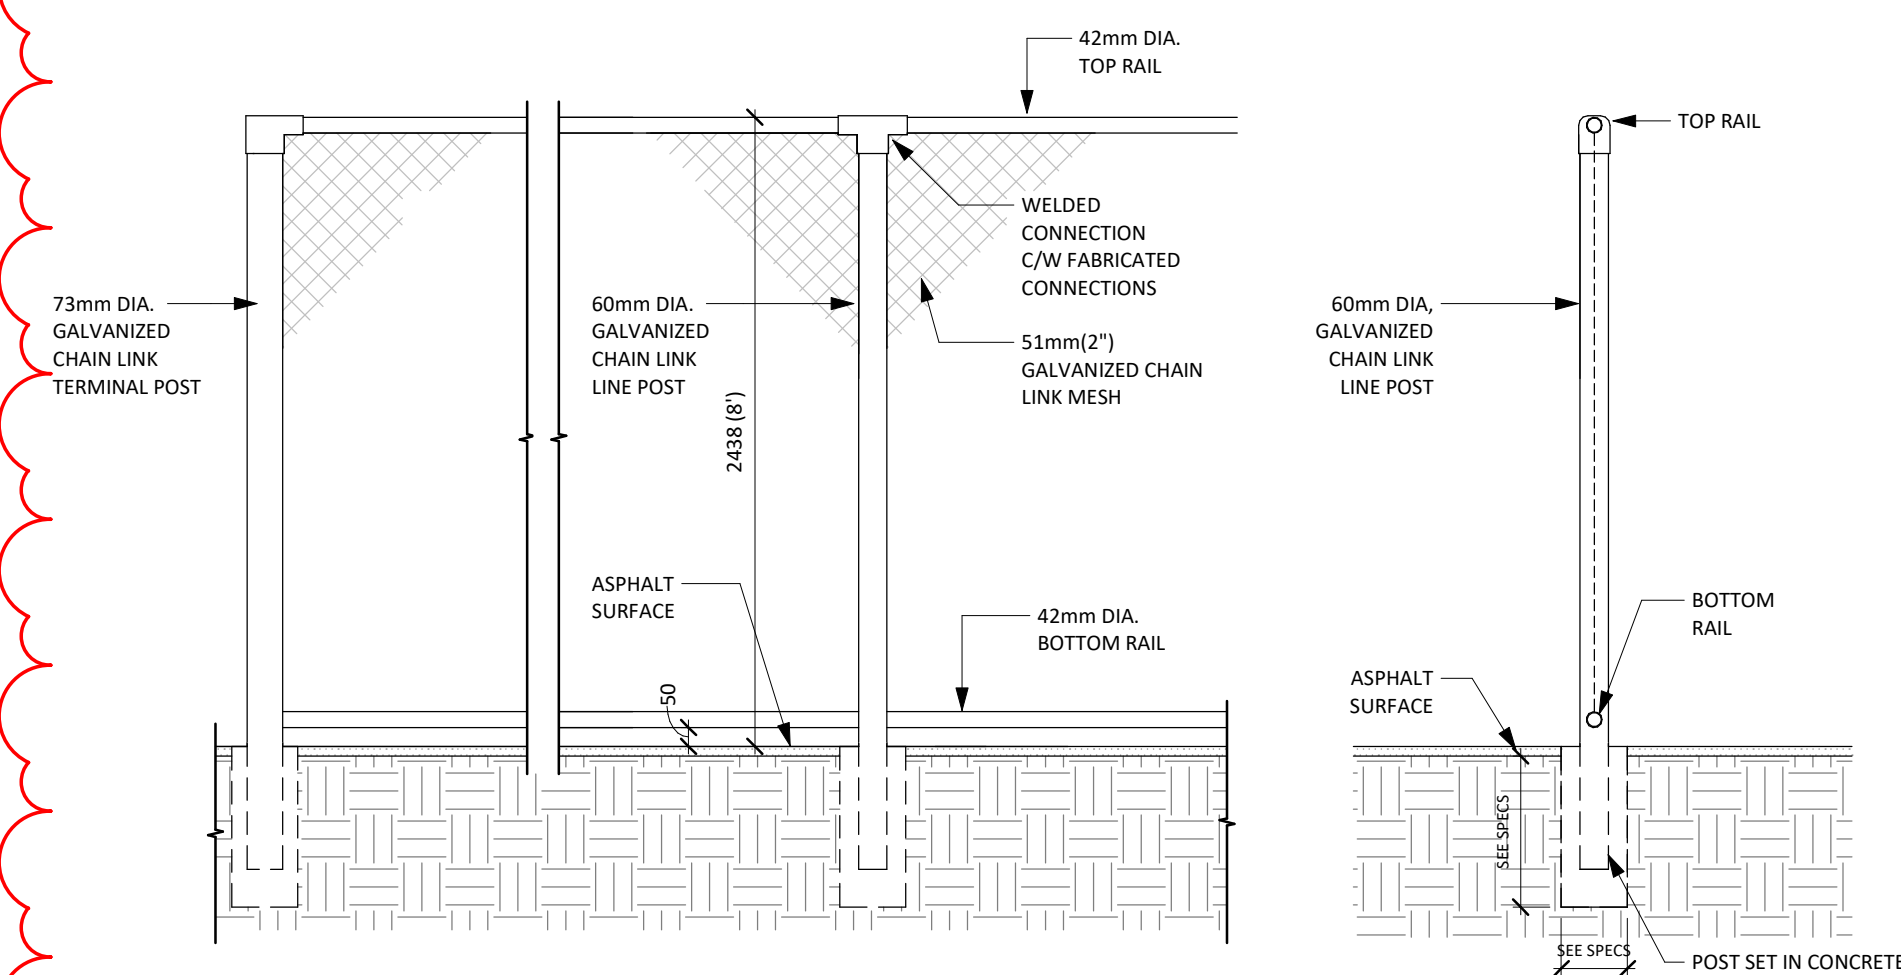 42mm DIA.
TOP RAIL
TOP RAIL
WELDED
CONNECTION
C/W FABRICATED
CONNECTIONS
73mm DIA.
GALVANIZED
CHAIN LINK
TERMINAL POST
60mm DIA.
GALVANIZED
CHAIN LINK
LINE POST
51mm(2")
GALVANIZED CHAIN
LINK MESH
60mm DIA,
GALVANIZED
CHAIN LINK
LINE POST
2438 (8')
ASPHALT
SURFACE
42mm DIA.
BOTTOM RAIL
50
BOTTOM
RAIL
ASPHALT
SURFACE
SEE SPECS
SEE SPECS
POST SET IN CONCRETE